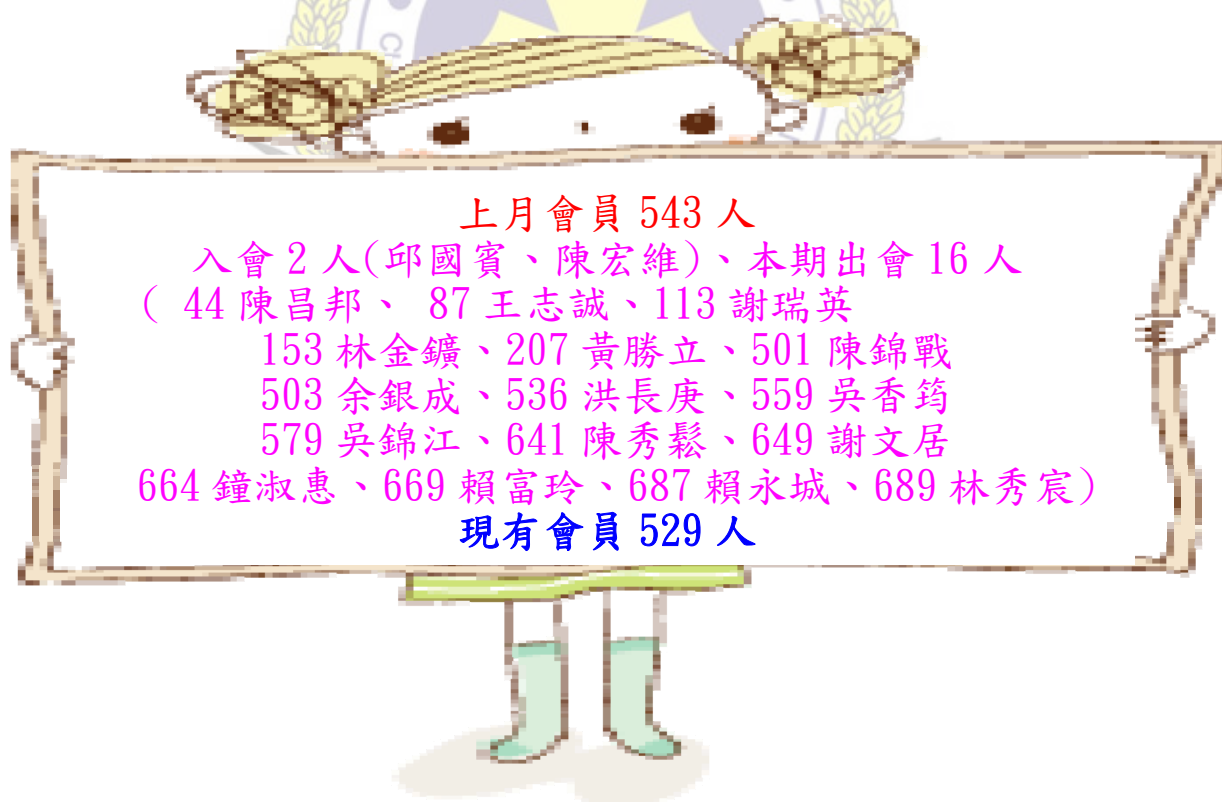 上月會員 543 人
入會 2 人(邱國賓、陳宏維)、本期出會 16 人
( 44 陳昌邦、 87 王志誠、113 謝瑞英
153 林金鑛、207 黃勝立、501 陳錦戰
503 余銀成、536 洪長庚、559 吳香筠
579 吳錦江、641 陳秀鬆、649 謝文居
664 鐘淑惠、669 賴富玲、687 賴永城、689 林秀宸)
現有會員 529 人